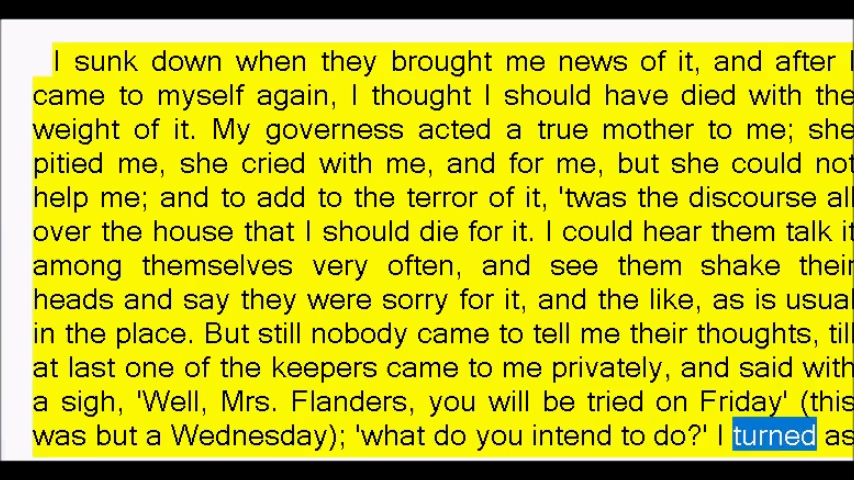 I sunk down when they brought me news of it, and after I
came to myself again, I thought I should have died with the
weight of it. My governess acted a true mother to me; she
pitied me, she cried with me, and for me, but she could not
help me; and to add to the terror of it, 'twas the discourse all
over the house that I should die for it. I could hear them talk it
among themselves very often, and see them shake their
heads and say they were sorry for it, and the like, as is usual
in the place. But still nobody came to tell me their thoughts, till
at last one of the keepers came to me privately, and said with
a sigh, 'Well, Mrs. Flanders, you will be tried on Friday' (this
was but a Wednesday); 'what do you intend to do?' I turned as